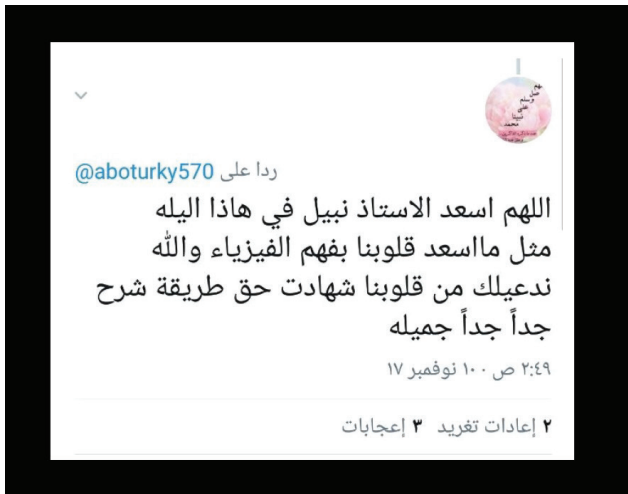 ردا على @aboturky570
اللهم اسعد الاستاذ نبيل في هاذا اليله
مثل مااسعد قلوبنا بفهم الفيزياء والله
ندعيلك من قلوبنا شهادت حق طريقة شرح
جداً جداً جميله
٢:٤٩ ص · ١٠ نوفمبر ١٧
٢ إعادات تغريد ٣ إعجابات